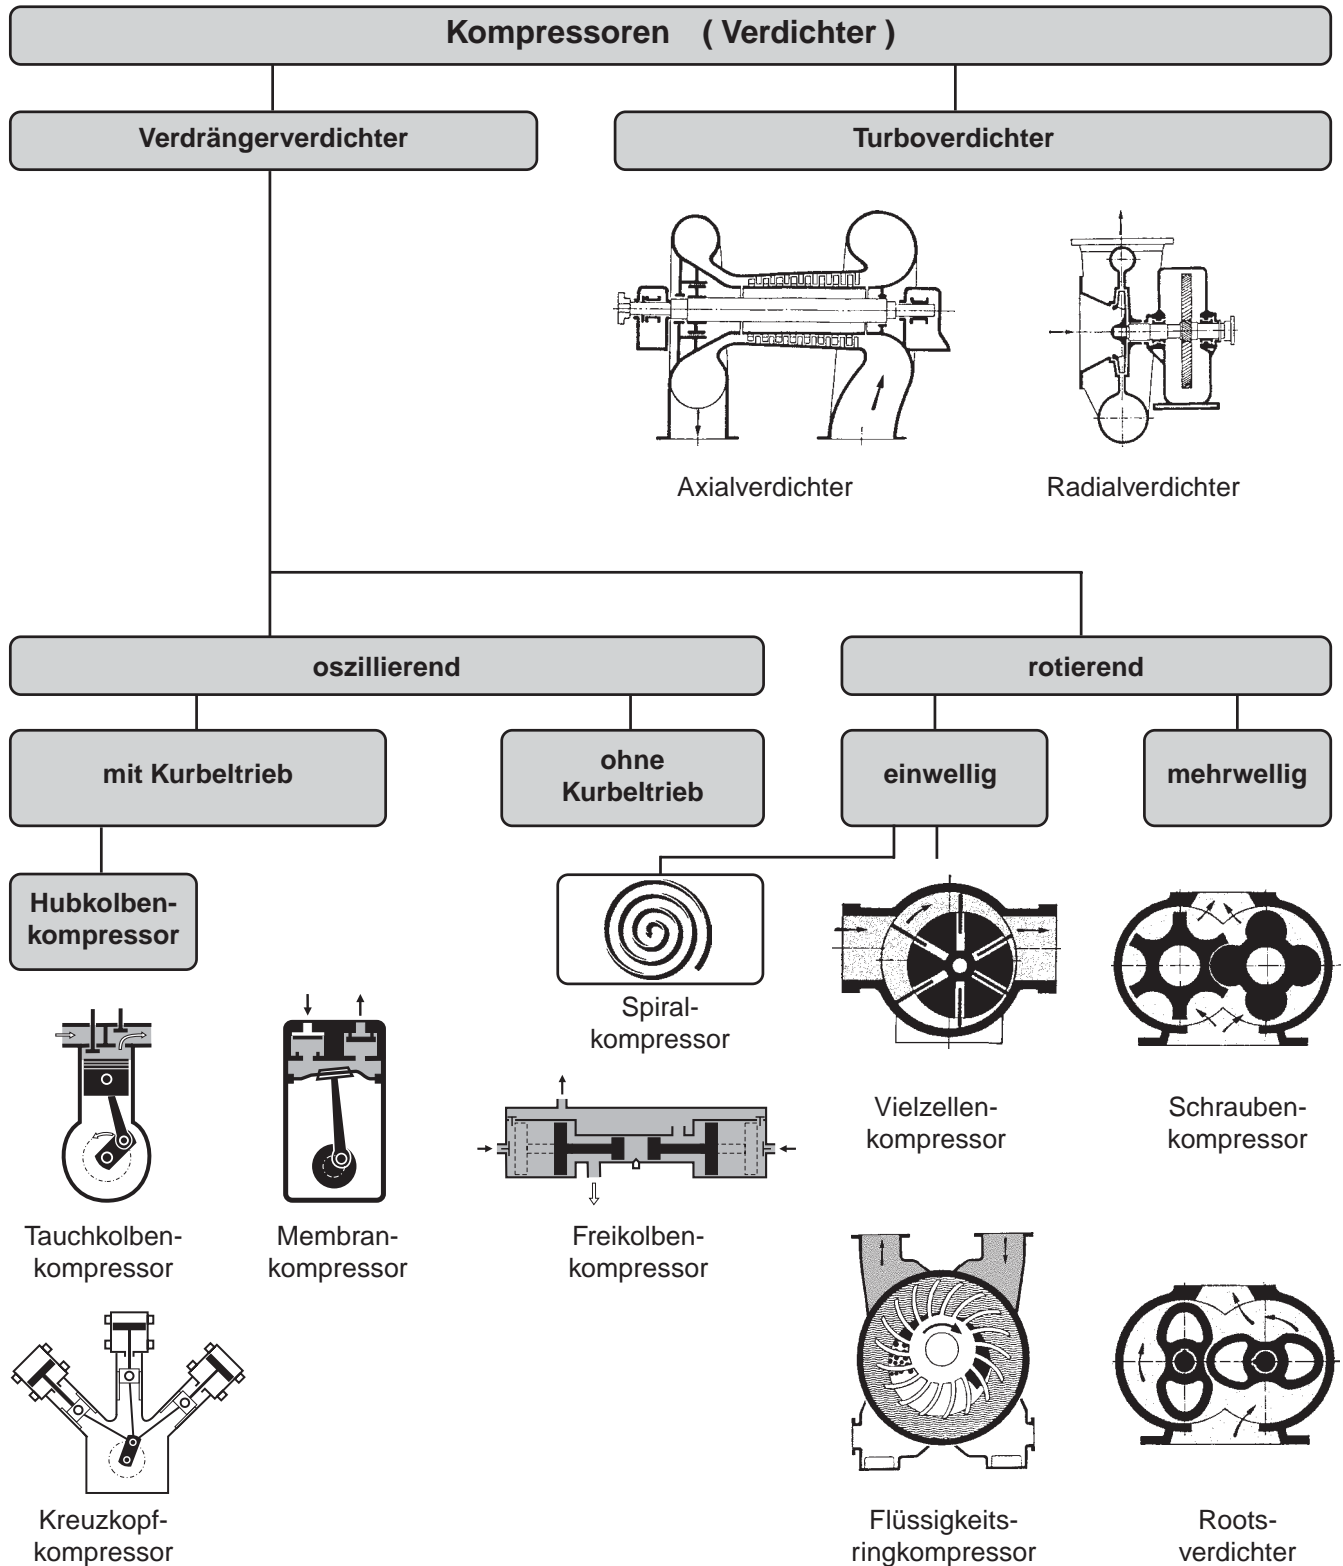 Kompressoren ( Verdichter )
Verdrängerverdichter
Turboverdichter
Axialverdichter
Radialverdichter
oszillierend
rotierend
mit Kurbeltrieb
ohne
Kurbeltrieb
einwellig
mehrwellig
Hubkolben-
kompressor
Spiral-
kompressor
Vielzellen-
kompressor
Schrauben-
kompressor
Tauchkolben-
kompressor
Membran-
kompressor
Freikolben-
kompressor
Kreuzkopf-
kompressor
Flüssigkeits-
ringkompressor
Roots-
verdichter